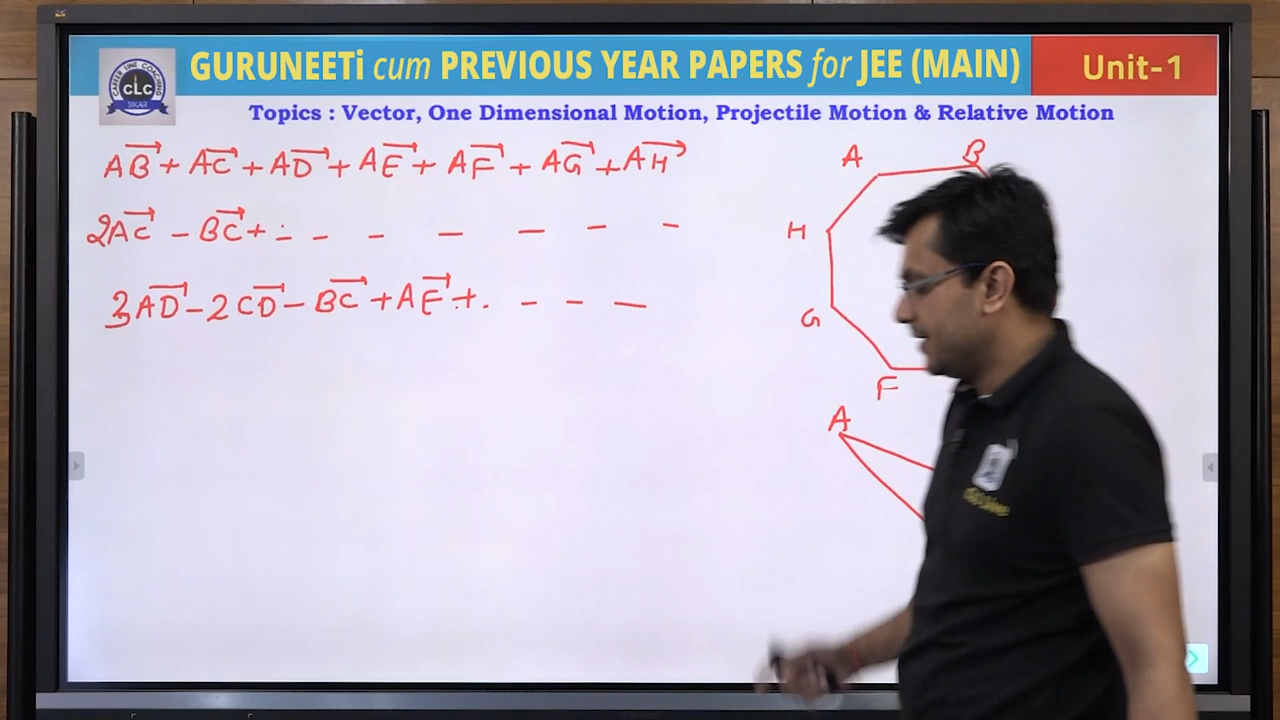 GURUNEETi cum PREVIOUS YEAR PAPERS for JEE (MAIN)
Unit-1
CLC
SIKAR
Topics : Vector, One Dimensional Motion, Projectile Motion & Relative Motion
AB + AC + AD + AE + AF + AG + AH
2AC - BC + - - - - - - -
3AD - 2CD - BC + AE + . - - -
A
B
H
G
F
A